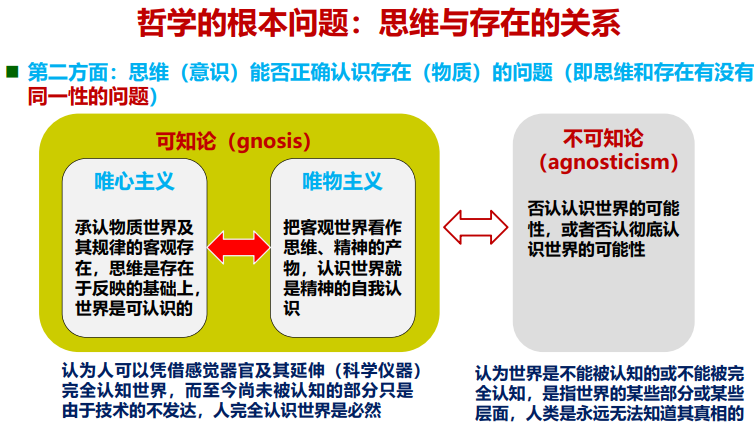 哲学的根本问题：思维与存在的关系
第二方面：思维（意识）能否正确认识存在（物质）的问题（即思维和存在有没有
同一性的问题）
可知论（gnosis）
唯心主义
承认物质世界及
其规律的客观存
在，思维是存在
于反映的基础上，
世界是可认识的
唯物主义
把客观世界看作
思维、精神的产
物，认识世界就
是精神的自我认
识
不可知论
（agnosticism）
否认认识世界的可能
性，或者否认彻底认
识世界的可能性
认为人可以凭借感觉器官及其延伸（科学仪器）
完全认知世界，而至今尚未被认知的部分只是
由于技术的不发达，人完全认识世界是必然
认为世界是不能被认知的或不能被完
全认知，是指世界的某些部分或某些
层面，人类是永远无法知道其真相的